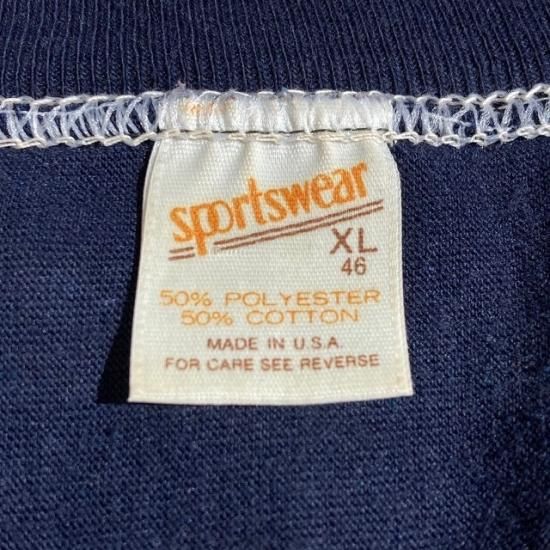 sportswear
XL
46
50% POLYESTER
50% COTTON
MADE IN U.S.A.
FOR CARE SEE REVERSE